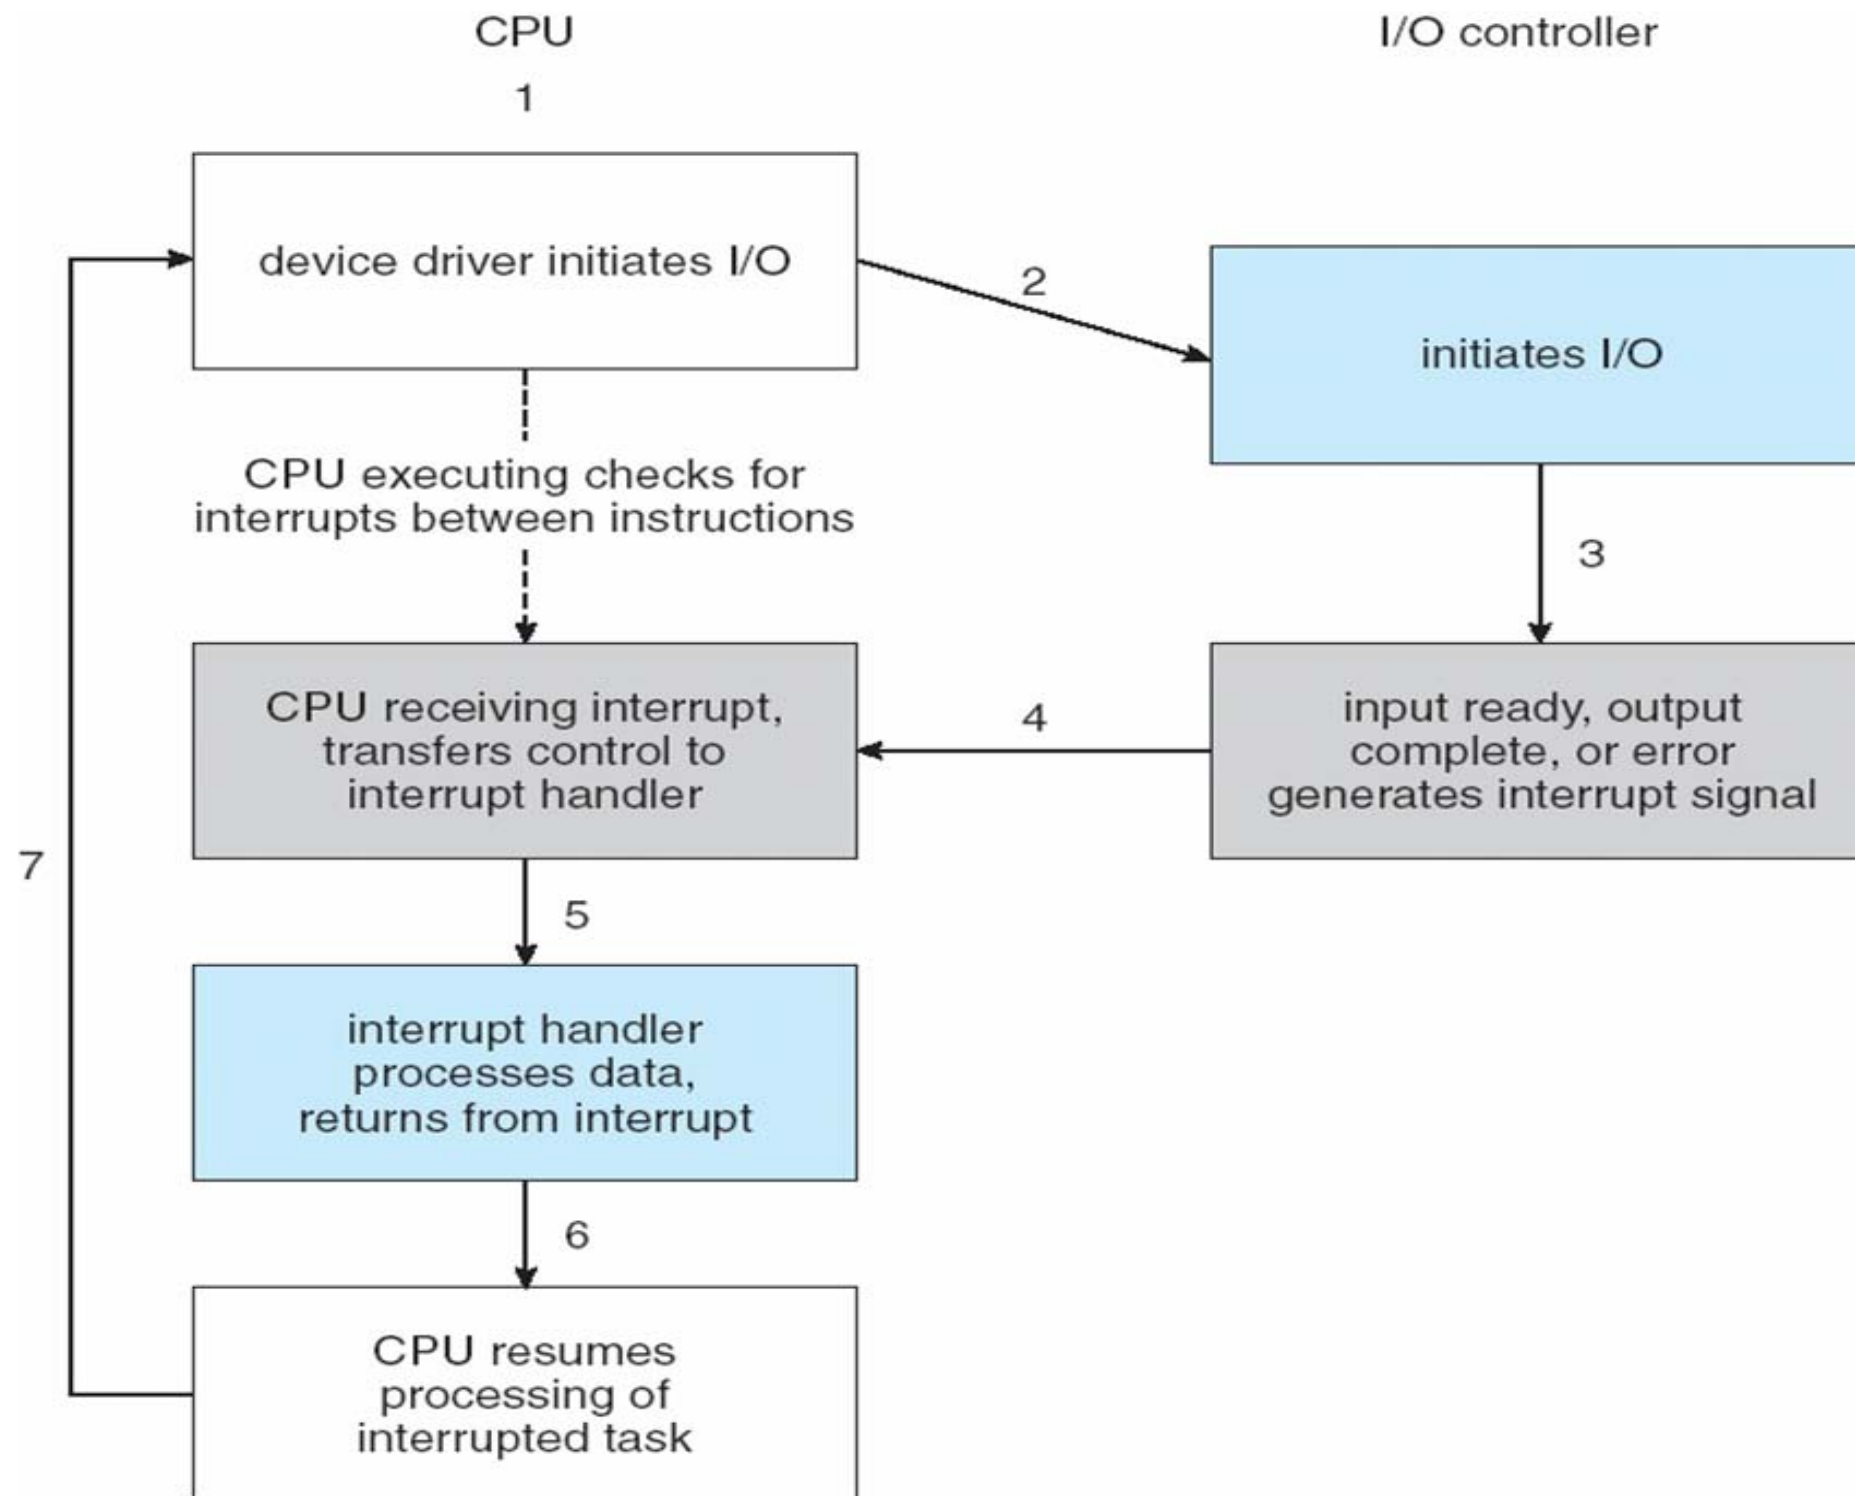 CPU
I/O controller
1
device driver initiates I/O
2
initiates I/O
CPU executing checks for
interrupts between instructions
3
CPU receiving interrupt,
transfers control to
interrupt handler
4
input ready, output
complete, or error
generates interrupt signal
7
5
interrupt handler
processes data,
returns from interrupt
6
CPU resumes
processing of
interrupted task